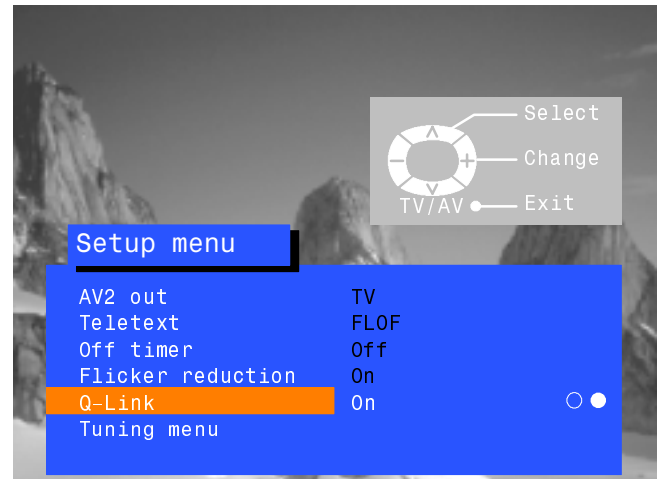 Select
Change
TV/AV Exit
Setup menu
AV2 out TV
Teletext FLOF
Off timer Off
Flicker reduction On
Q-Link On
Tuning menu